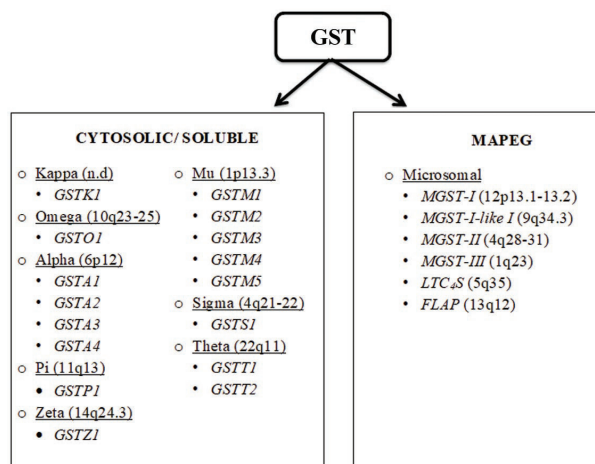 GST
CYTOSOLIC/ SOLUBLE
o Kappa (n.d)
• GSTK1
o Omega (10q23-25)
• GSTO1
o Alpha (6p12)
• GSTA1
• GSTA2
• GSTA3
• GSTA4
o Pi (11q13)
• GSTP1
o Zeta (14q24.3)
• GSTZ1
o Mu (1p13.3)
• GSTM1
• GSTM2
• GSTM3
• GSTM4
• GSTM5
o Sigma (4q21-22)
• GSTS1
o Theta (22q11)
• GSTT1
• GSTT2
MAPEG
o Microsomal
• MGST-I (12p13.1-13.2)
• MGST-I-like I (9q34.3)
• MGST-II (4q28-31)
• MGST-III (1q23)
• LTC₄S (5q35)
• FLAP (13q12)